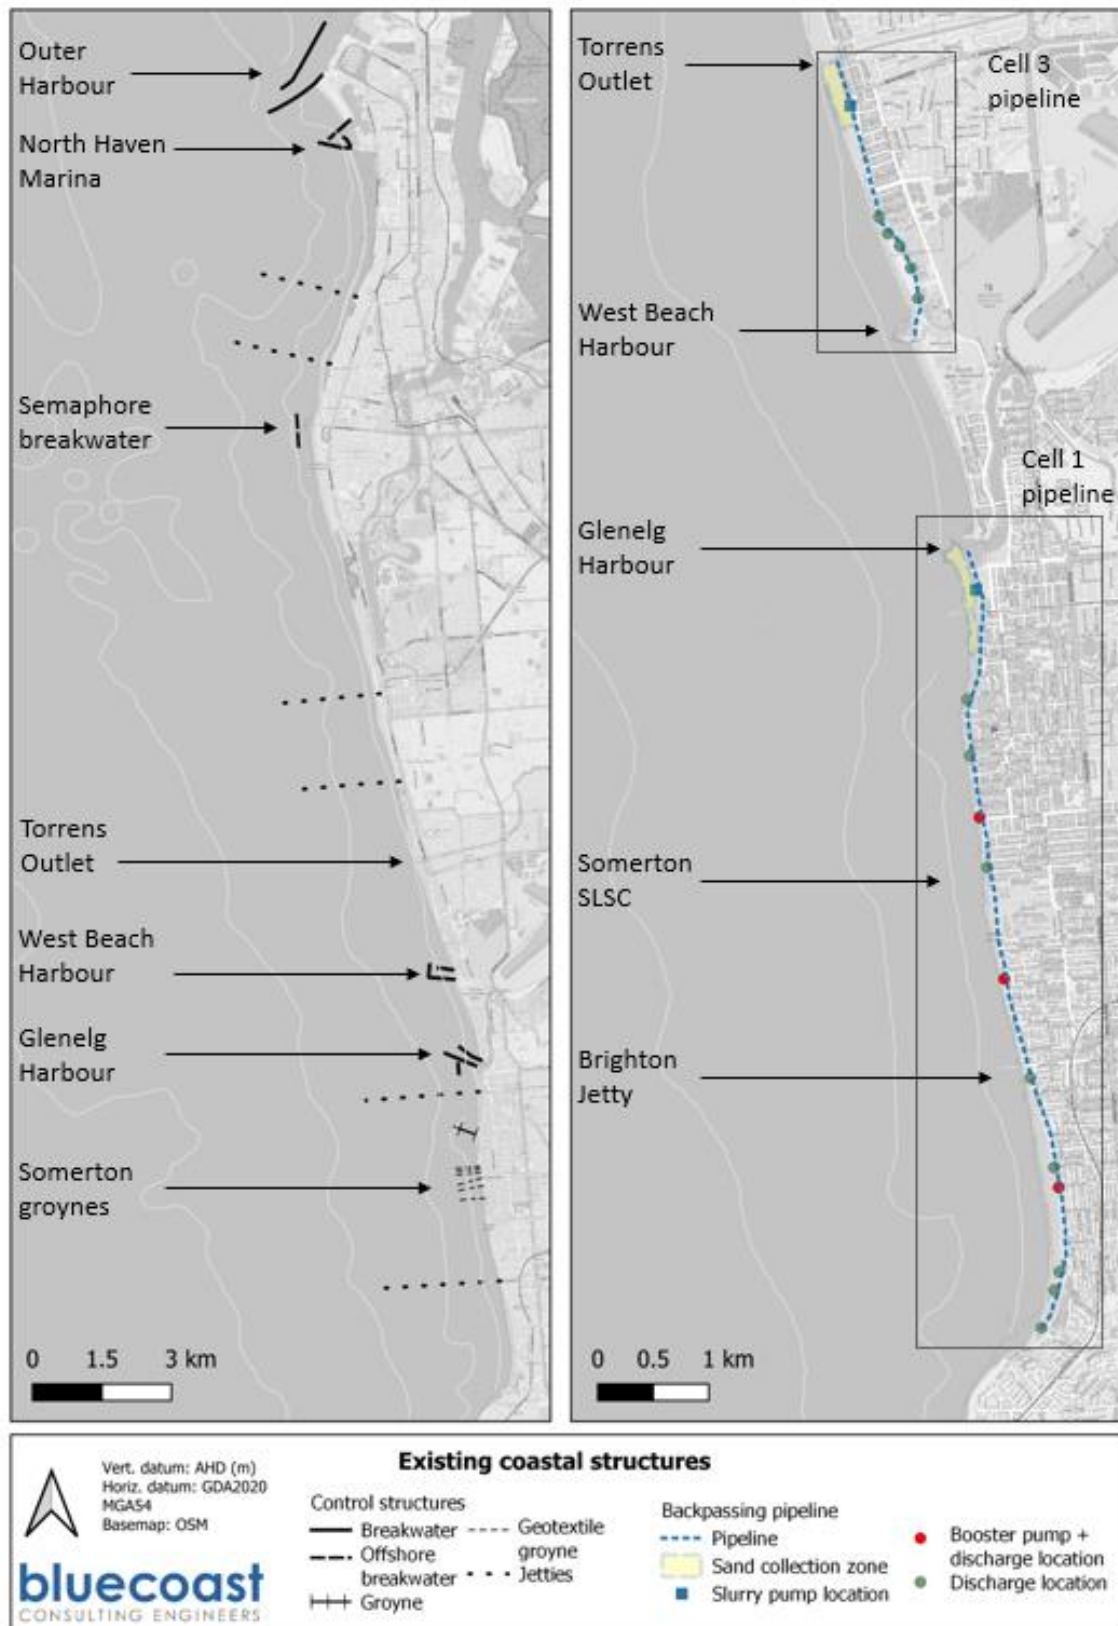 Outer
Harbour
North Haven
Marina
Semaphore
breakwater
Torrens
Outlet
West Beach
Harbour
Glenelg
Harbour
Somerton
groynes
0 1.5 3 km
Torrens
Outlet
Cell 3
pipeline
West Beach
Harbour
Cell 1
pipeline
Glenelg
Harbour
Somerton
SLSC
Brighton
Jetty
0 0.5 1 km
Vert. datum: AHD (m)
Horiz. datum: GDA2020
MGA54
Basemap: OSM
bluecoast
CONSULTING ENGINEERS
Existing coastal structures
Control structures
Breakwater
Offshore
breakwater
Groyne
Geotextile
groyne
Jetties
Backpassing pipeline
Pipeline
Sand collection zone
Slurry pump location
Booster pump +
discharge location
Discharge location